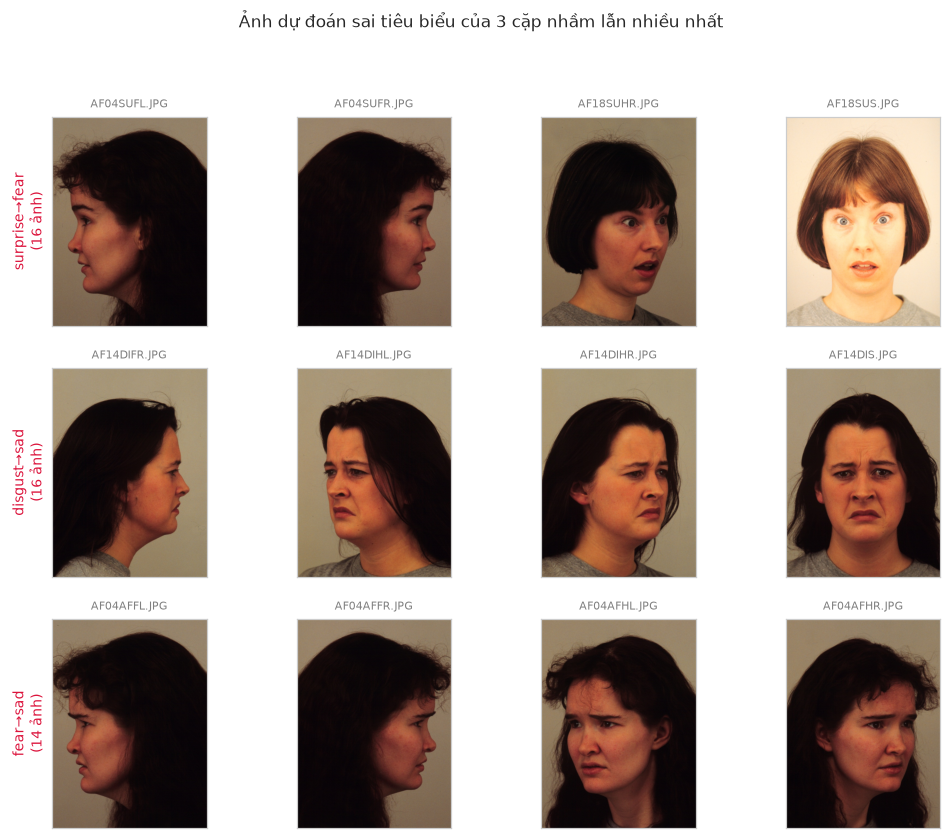 Ảnh dự đoán sai tiêu biểu của 3 cặp nhầm lẫn nhiều nhất
AF04SUFL.JPG
AF04SUFR.JPG
AF18SUHR.JPG
AF18SUS.JPG
surprise→fear
(16 ảnh)
AF14DIFR.JPG
AF14DIHL.JPG
AF14DIHR.JPG
AF14DIS.JPG
disgust→sad
(16 ảnh)
AF04AFFL.JPG
AF04AFFR.JPG
AF04AFHL.JPG
AF04AFHR.JPG
fear→sad
(14 ảnh)